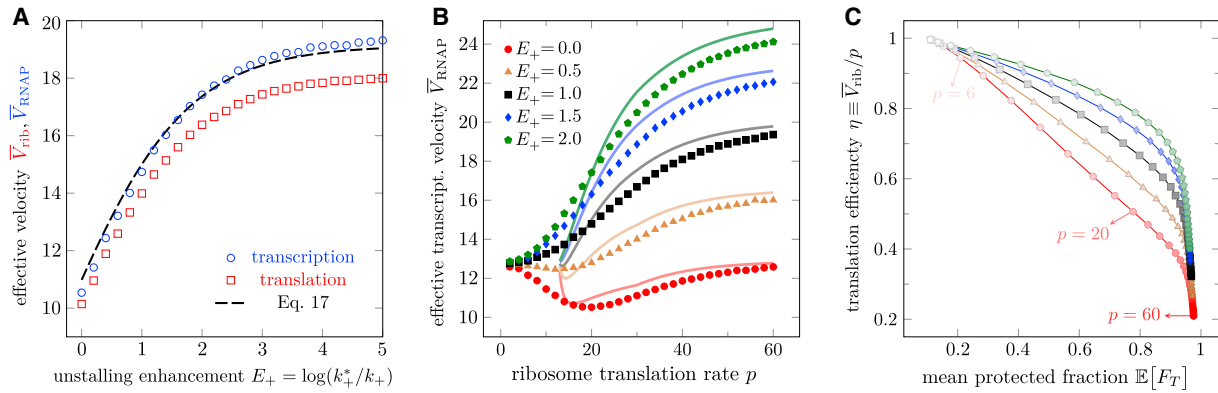 A
effective velocity V̅rib, V̅RNAP
20
18
16
14
12
10
transcription
translation
Eq. 17
0 1 2 3 4 5
unstalling enhancement E+ = log(k*+/k+)
B
effective transcript. velocity V̅RNAP
24
22
20
18
16
14
12
10
E+= 0.0
E+= 0.5
E+= 1.0
E+= 1.5
E+= 2.0
0 20 40 60
ribosome translation rate p
C
translation efficiency η ≡ V̅rib/p
1
0.8
0.6
0.4
0.2
p = 6
p = 20
p = 60
0.2 0.4 0.6 0.8 1
mean protected fraction 𝔼[FT]